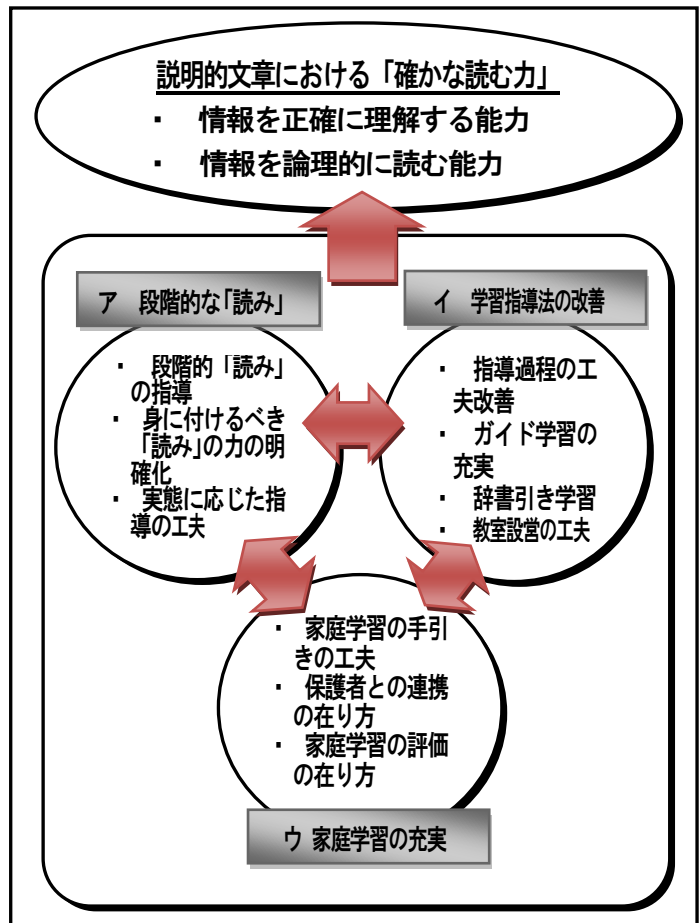 説明的文章における「確かな読む力」
・ 情報を正確に理解する能力
・ 情報を論理的に読む能力
ア 段階的な「読み」
・ 段階的「読み」
の指導
・ 身に付けるべき
「読み」の力の明
確化
・ 実態に応じた指
導の工夫
イ 学習指導法の改善
・ 指導過程の工
夫改善
・ ガイド学習の
充実
・ 辞書引き学習
・ 教室設営の工夫
・ 家庭学習の手引
きの工夫
・ 保護者との連携
の在り方
・ 家庭学習の評価
の在り方
ウ 家庭学習の充実